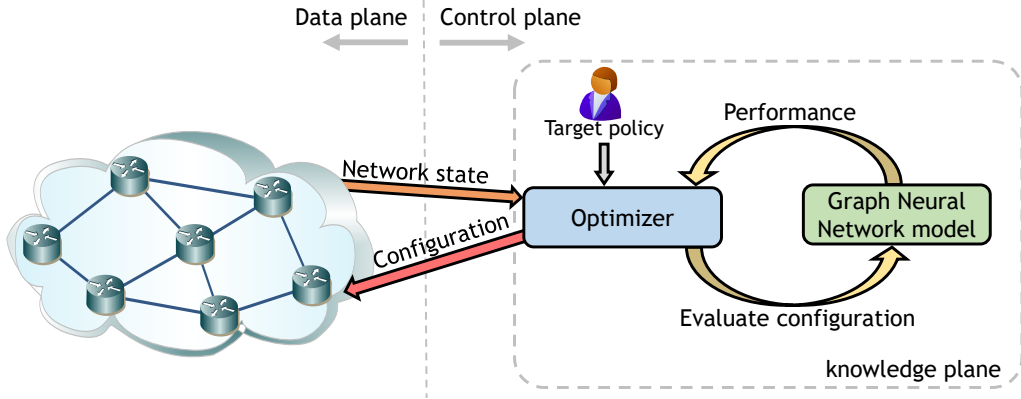 Data plane
Control plane
Target policy
Performance
Network state
Optimizer
Graph Neural
Network model
Configuration
Evaluate configuration
knowledge plane